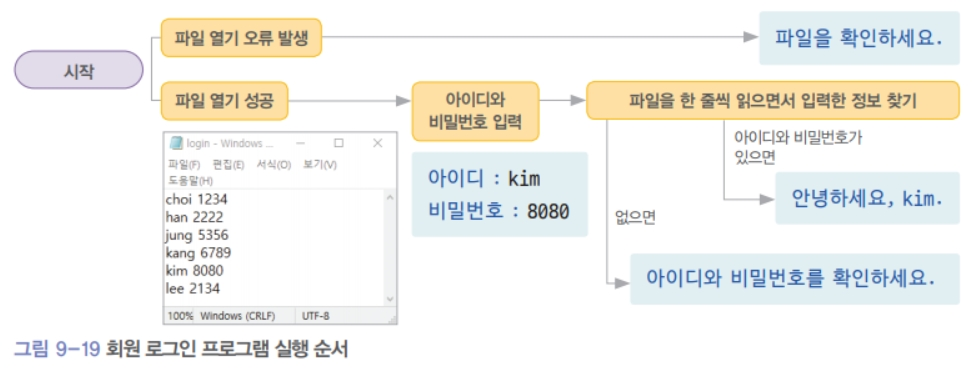 시작
파일 열기 오류 발생
파일을 확인하세요.
파일 열기 성공
아이디와
비밀번호 입력
파일을 한 줄씩 읽으면서 입력한 정보 찾기
login - Windows ...
파일(F) 편집(E) 서식(O) 보기(V)
도움말(H)
choi 1234
han 2222
jung 5356
kang 6789
kim 8080
lee 2134
100% Windows (CRLF) UTF-8
아이디 : kim
비밀번호 : 8080
아이디와 비밀번호가
있으면
안녕하세요, kim.
없으면
아이디와 비밀번호를 확인하세요.
그림 9-19 회원 로그인 프로그램 실행 순서